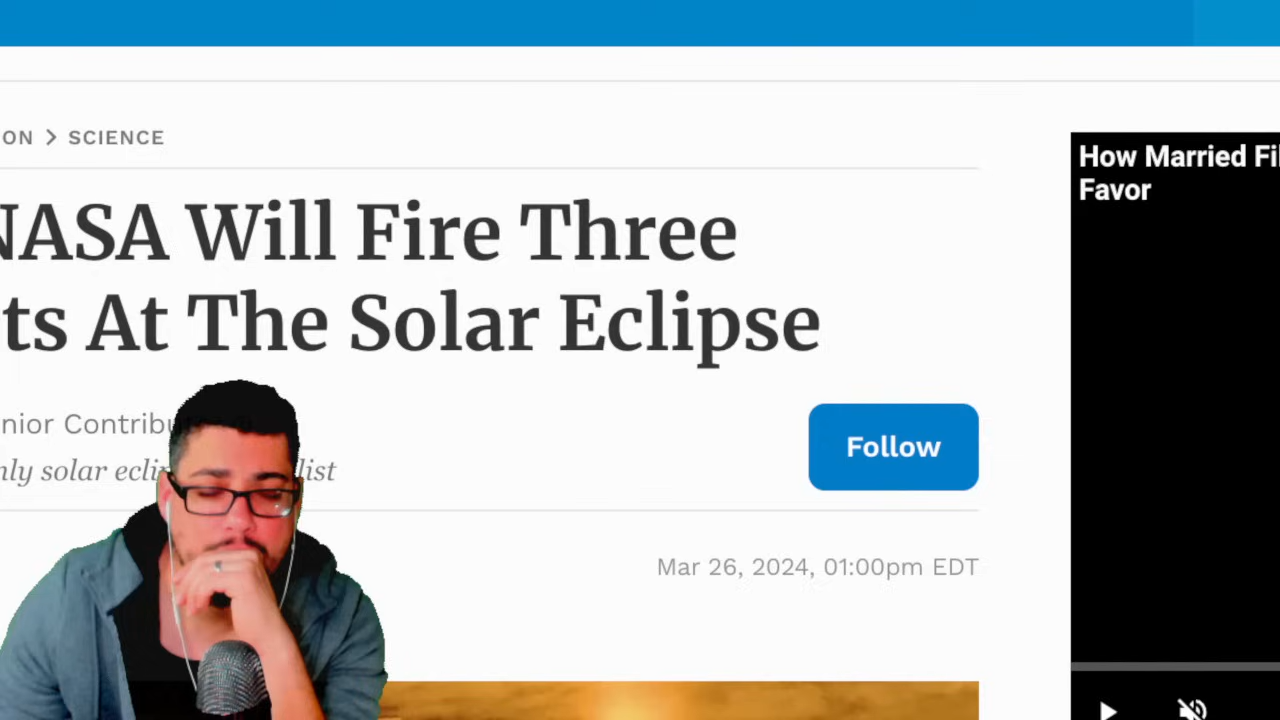 ON > SCIENCE
How Married Fi
Favor
NASA Will Fire Three
ts At The Solar Eclipse
nior Contrib
nly solar ecli list
Follow
Mar 26, 2024, 01:00pm EDT